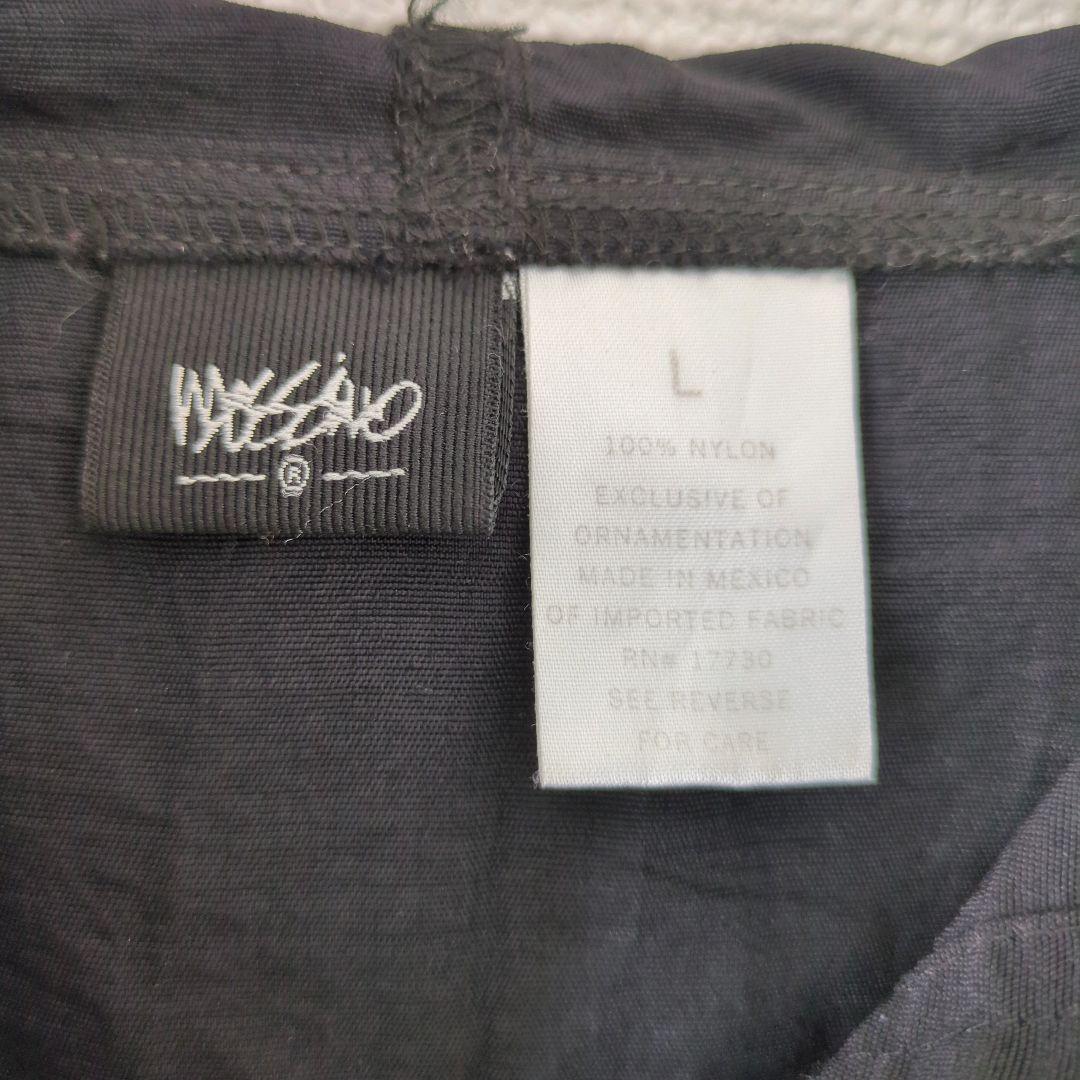 Mossimo
®
L
100% NYLON
EXCLUSIVE OF
ORNAMENTATION
MADE IN MEXICO
OF IMPORTED FABRIC
RN# 17730
SEE REVERSE
FOR CARE